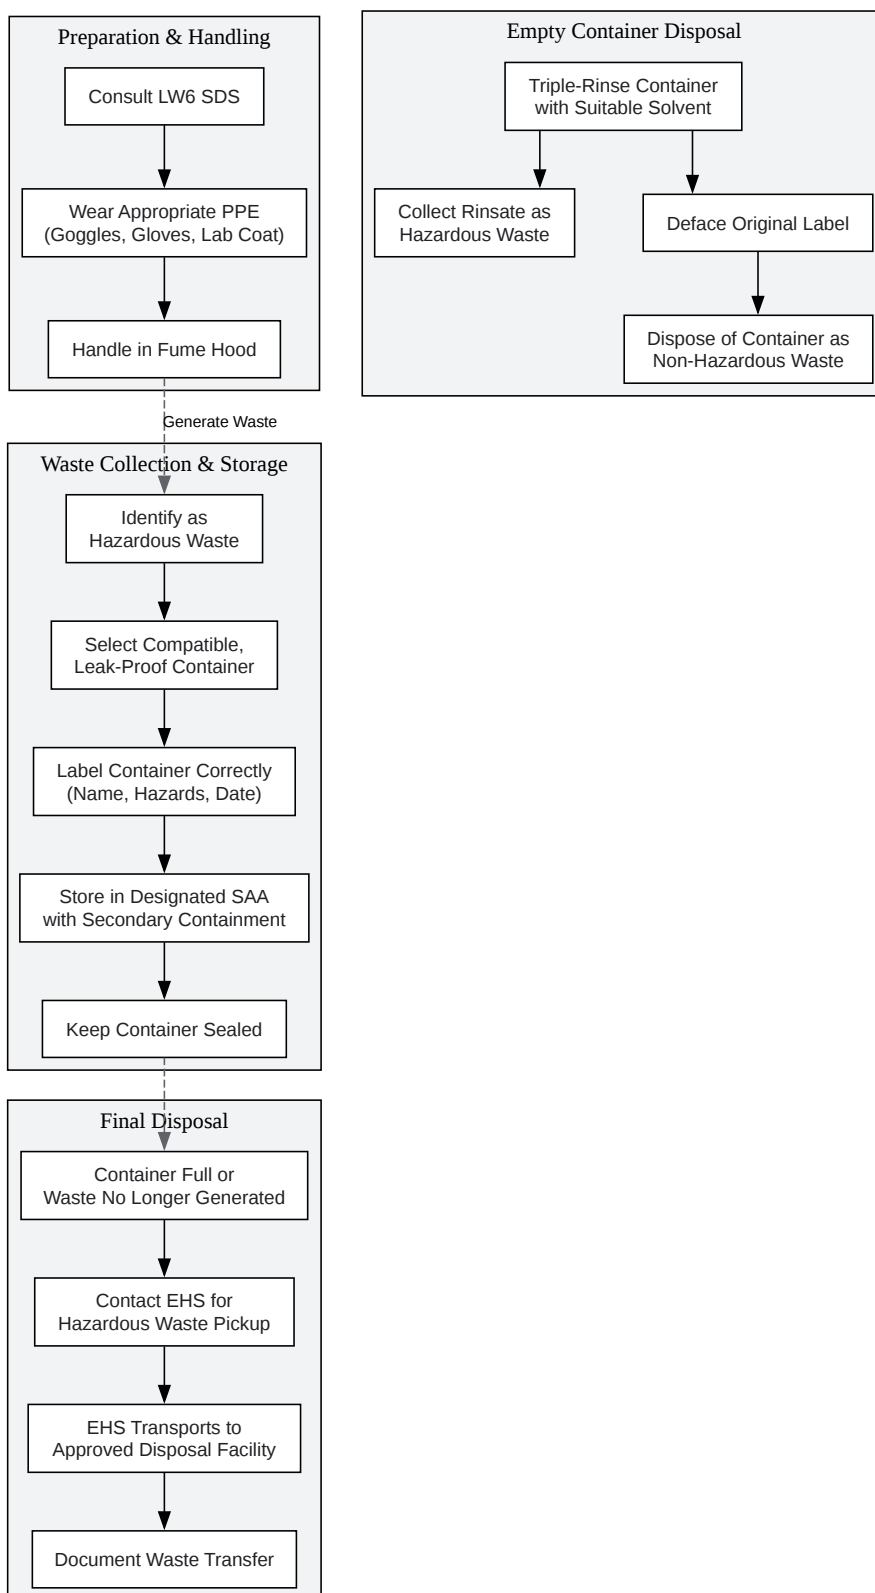 Preparation & Handling
Consult LW6 SDS
Wear Appropriate PPE
(Goggles, Gloves, Lab Coat)
Handle in Fume Hood
Generate Waste
Waste Collection & Storage
Identify as
Hazardous Waste
Select Compatible,
Leak-Proof Container
Label Container Correctly
(Name, Hazards, Date)
Store in Designated SAA
with Secondary Containment
Keep Container Sealed
Final Disposal
Container Full or
Waste No Longer Generated
Contact EHS for
Hazardous Waste Pickup
EHS Transports to
Approved Disposal Facility
Document Waste Transfer
Empty Container Disposal
Triple-Rinse Container
with Suitable Solvent
Collect Rinsate as
Hazardous Waste
Deface Original Label
Dispose of Container as
Non-Hazardous Waste